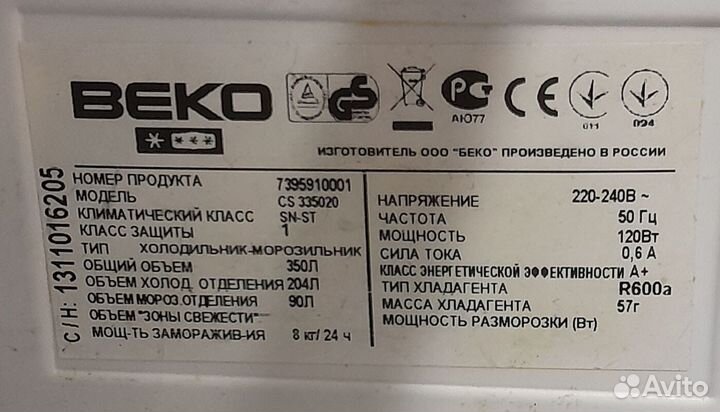 BEKO
АЮ77
011
024
ИЗГОТОВИТЕЛЬ ООО "БЕКО" ПРОИЗВЕДЕНО В РОССИИ
С/Н: 1311016205
НОМЕР ПРОДУКТА 7395910001
МОДЕЛЬ CS 335020
КЛИМАТИЧЕСКИЙ КЛАСС SN-ST
КЛАСС ЗАЩИТЫ 1
ТИП ХОЛОДИЛЬНИК-МОРОЗИЛЬНИК
ОБЩИЙ ОБЪЕМ 350Л
ОБЪЕМ ХОЛОД. ОТДЕЛЕНИЯ 204Л
ОБЪЕМ МОРОЗ.ОТДЕЛЕНИЯ 90Л
ОБЪЕМ "ЗОНЫ СВЕЖЕСТИ"
МОЩ-ТЬ ЗАМОРАЖИВ-ИЯ 8 кг/ 24 ч
НАПРЯЖЕНИЕ 220-240В ~
ЧАСТОТА 50 Гц
МОЩНОСТЬ 120Вт
СИЛА ТОКА 0,6 А
КЛАСС ЭНЕРГЕТИЧЕСКОЙ ЭФФЕКТИВНОСТИ А+
ТИП ХЛАДАГЕНТА R600a
МАССА ХЛАДАГЕНТА 57г
МОЩНОСТЬ РАЗМОРОЗКИ (Вт)
Avito